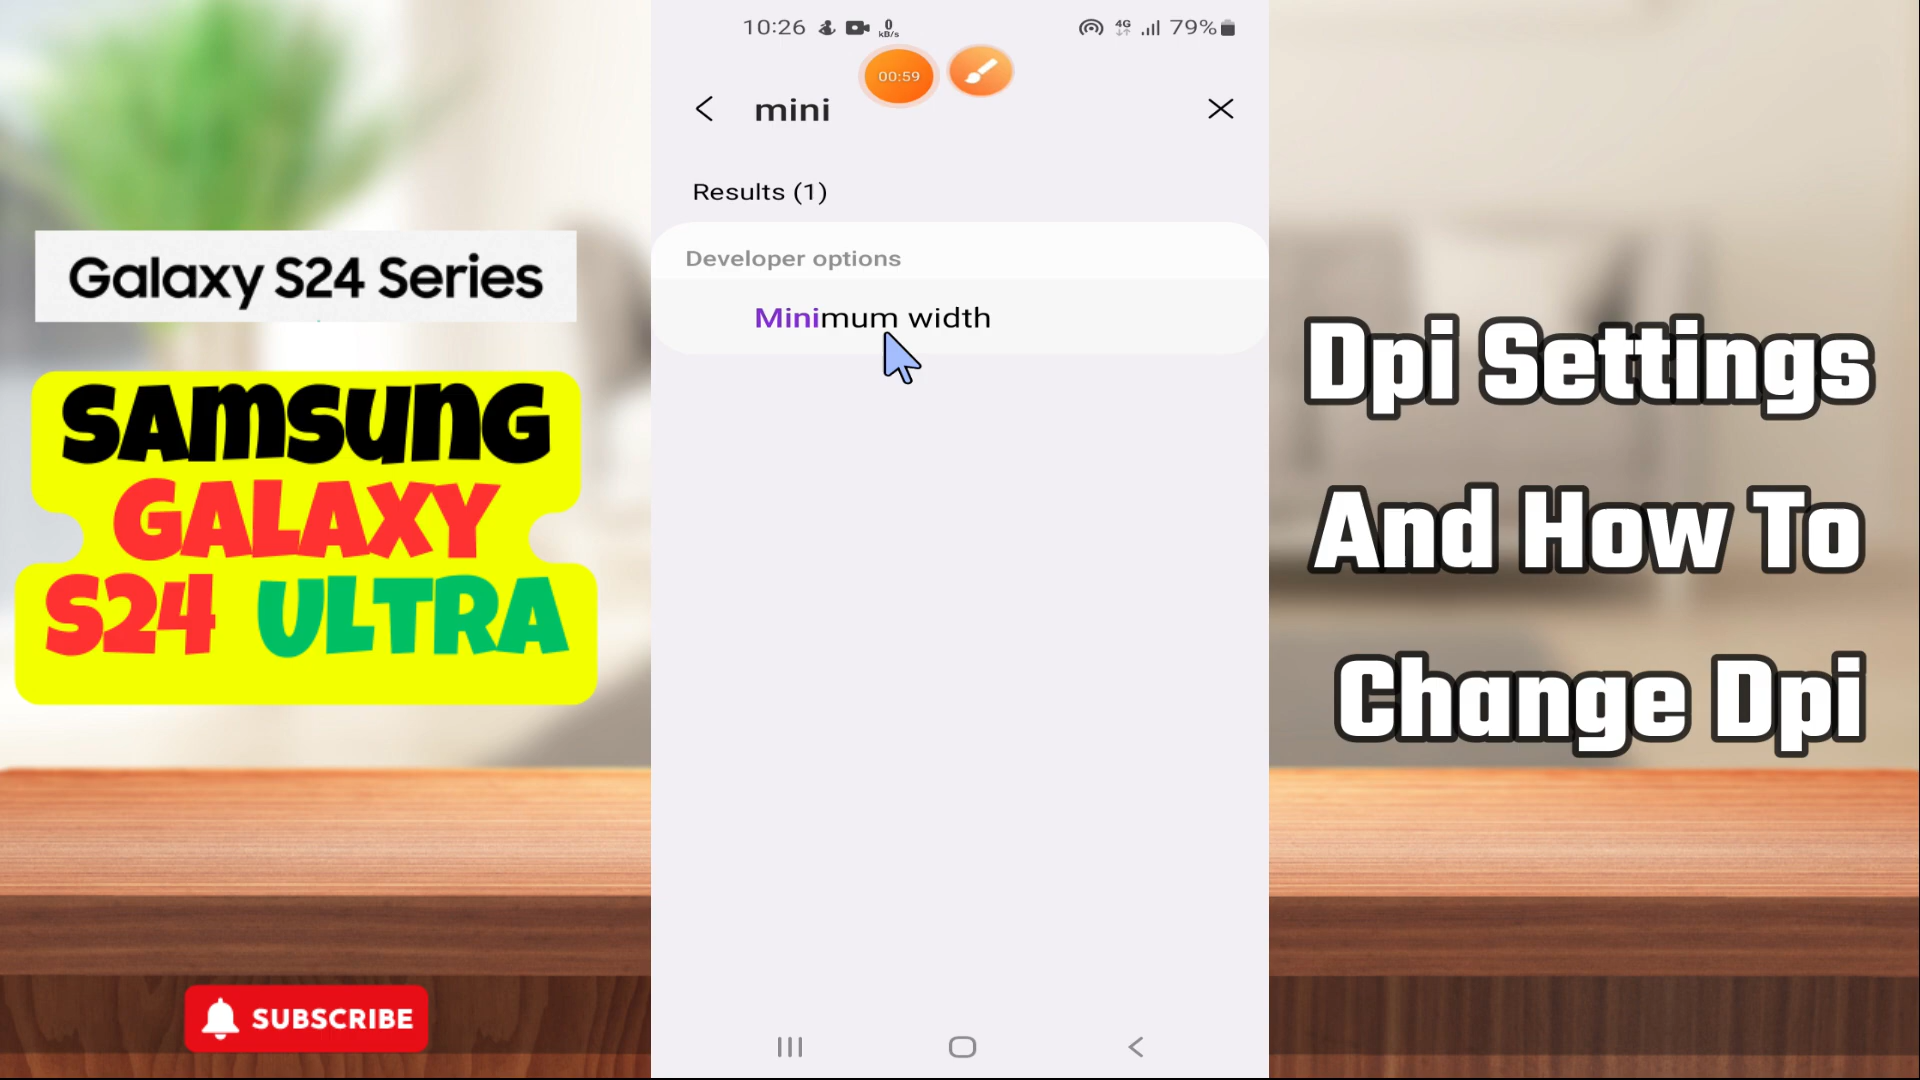 Galaxy S24 Series
SAMSUNG
GALAXY
S24 ULTRA
SUBSCRIBE
10:26
0
kB/s
4G
79%
00:59
mini
Results (1)
Developer options
Minimum width
Dpi Settings
And How To
Change Dpi